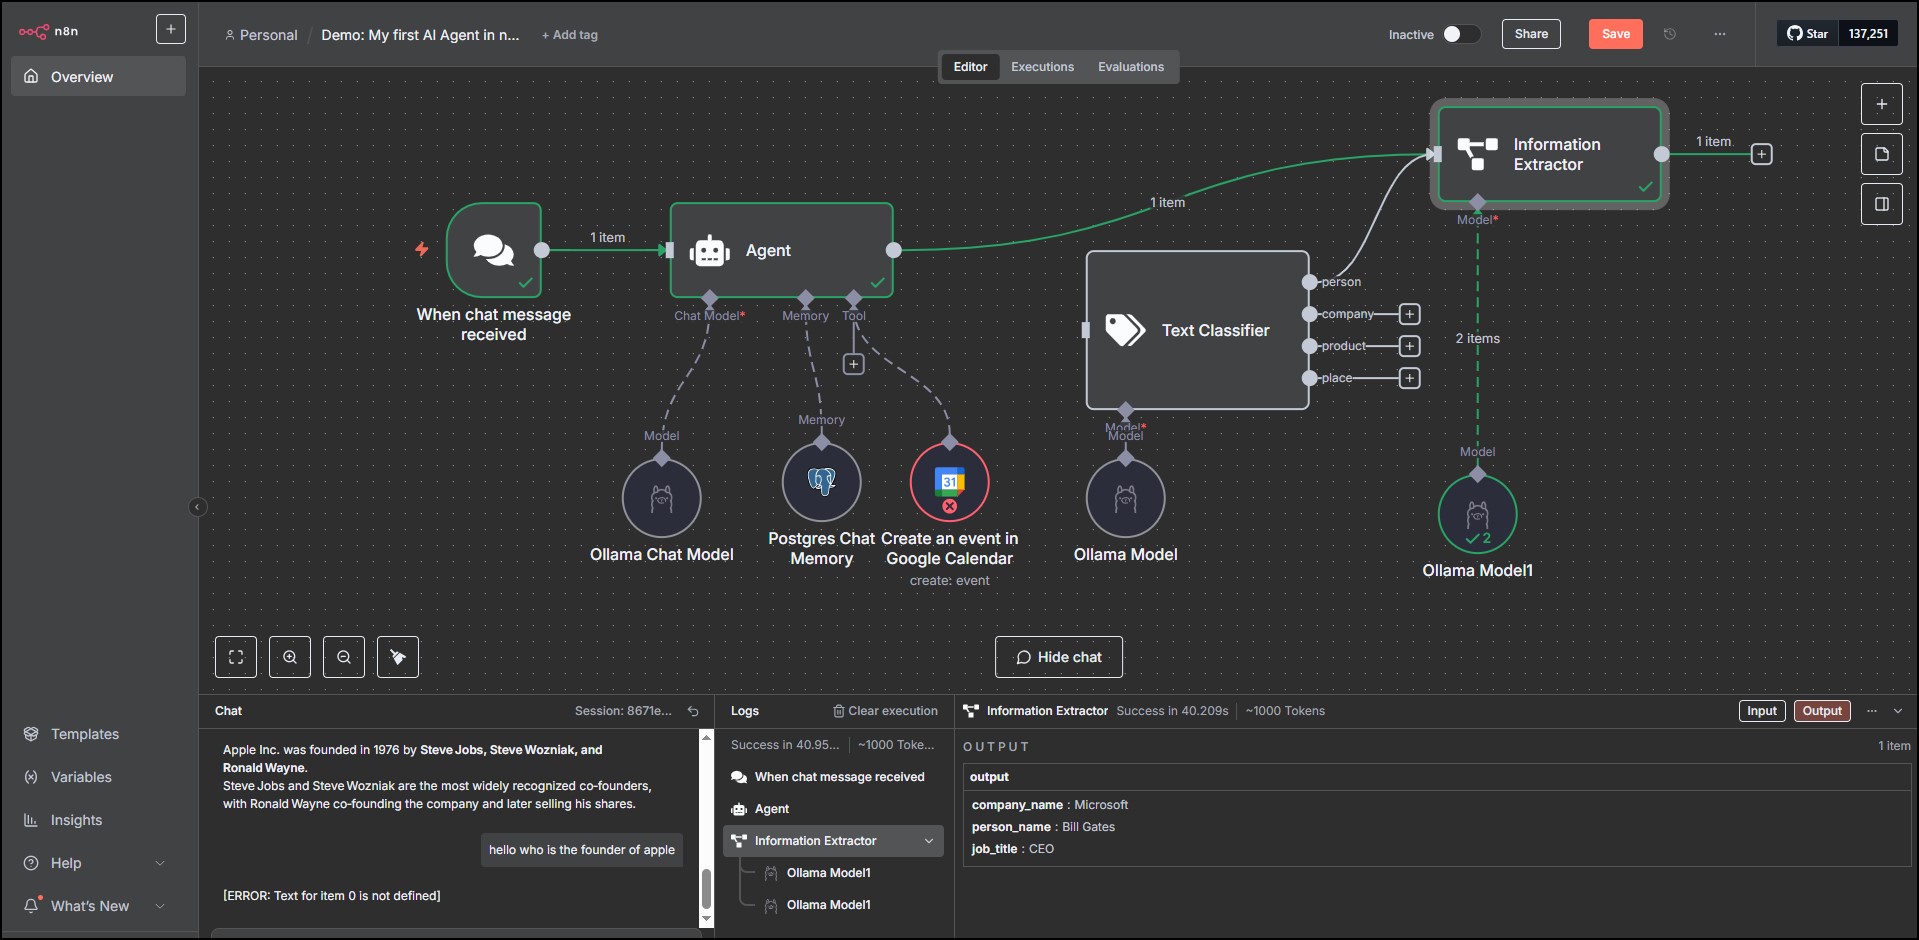 n8n
Personal / Demo: My first AI Agent in n... + Add tag
Inactive
Share
Save
...
Star 137,251
Overview
Editor Executions Evaluations
Information
Extractor
1 item
Model*
1 item
1 item
Agent
When chat message
received
Chat Model*
Memory
Tool
Text Classifier
person
company
product
place
2 items
Model*
Model
Memory
Model
Model
31
2
Ollama Chat Model
Postgres Chat
Memory
Create an event in
Google Calendar
create: event
Ollama Model
Ollama Model1
Hide chat
Templates
Variables
Insights
Help
What's New
Chat
Session: 8671e...
Apple Inc. was founded in 1976 by Steve Jobs, Steve Wozniak, and
Ronald Wayne.
Steve Jobs and Steve Wozniak are the most widely recognized co-founders,
with Ronald Wayne co-founding the company and later selling his shares.
hello who is the founder of apple
[ERROR: Text for item 0 is not defined]
Logs
Clear execution
Success in 40.95... ~1000 Toke...
When chat message received
Agent
Information Extractor
Ollama Model1
Ollama Model1
Information Extractor Success in 40.209s ~1000 Tokens
Input
Output
...
OUTPUT
1 item
output
company_name : Microsoft
person_name : Bill Gates
job_title : CEO